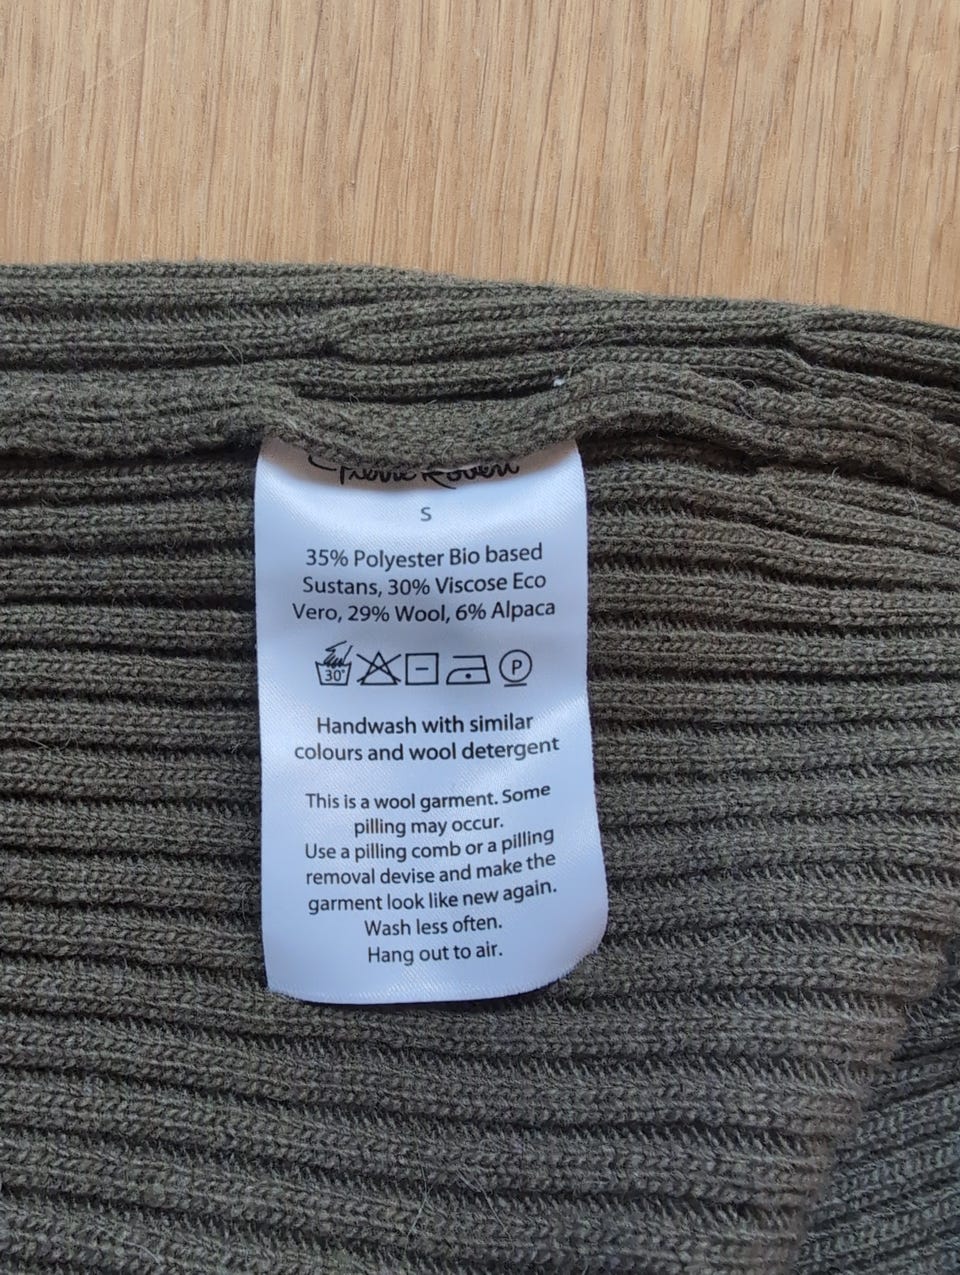 Pierre Robert
S
35% Polyester Bio based
Sustans, 30% Viscose Eco
Vero, 29% Wool, 6% Alpaca
30°
P
Handwash with similar
colours and wool detergent
This is a wool garment. Some
pilling may occur.
Use a pilling comb or a pilling
removal devise and make the
garment look like new again.
Wash less often.
Hang out to air.